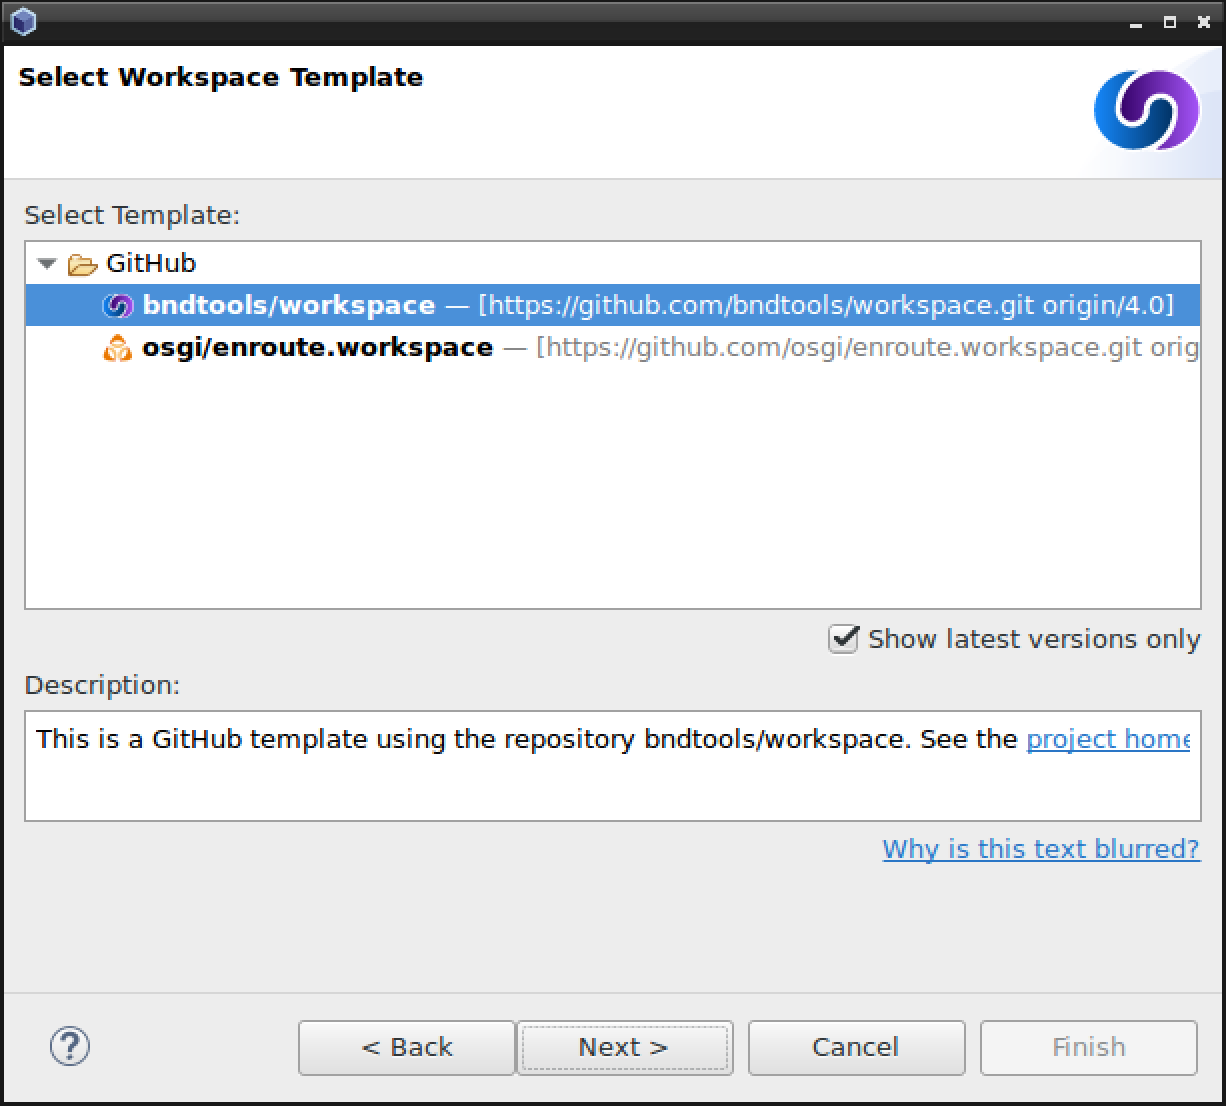 Select Workspace Template
Select Template:
GitHub
bndtools/workspace — [https://github.com/bndtools/workspace.git origin/4.0]
osgi/enroute.workspace — [https://github.com/osgi/enroute.workspace.git orig
Show latest versions only
Description:
This is a GitHub template using the repository bndtools/workspace. See the project home
Why is this text blurred?
? < Back Next > Cancel Finish